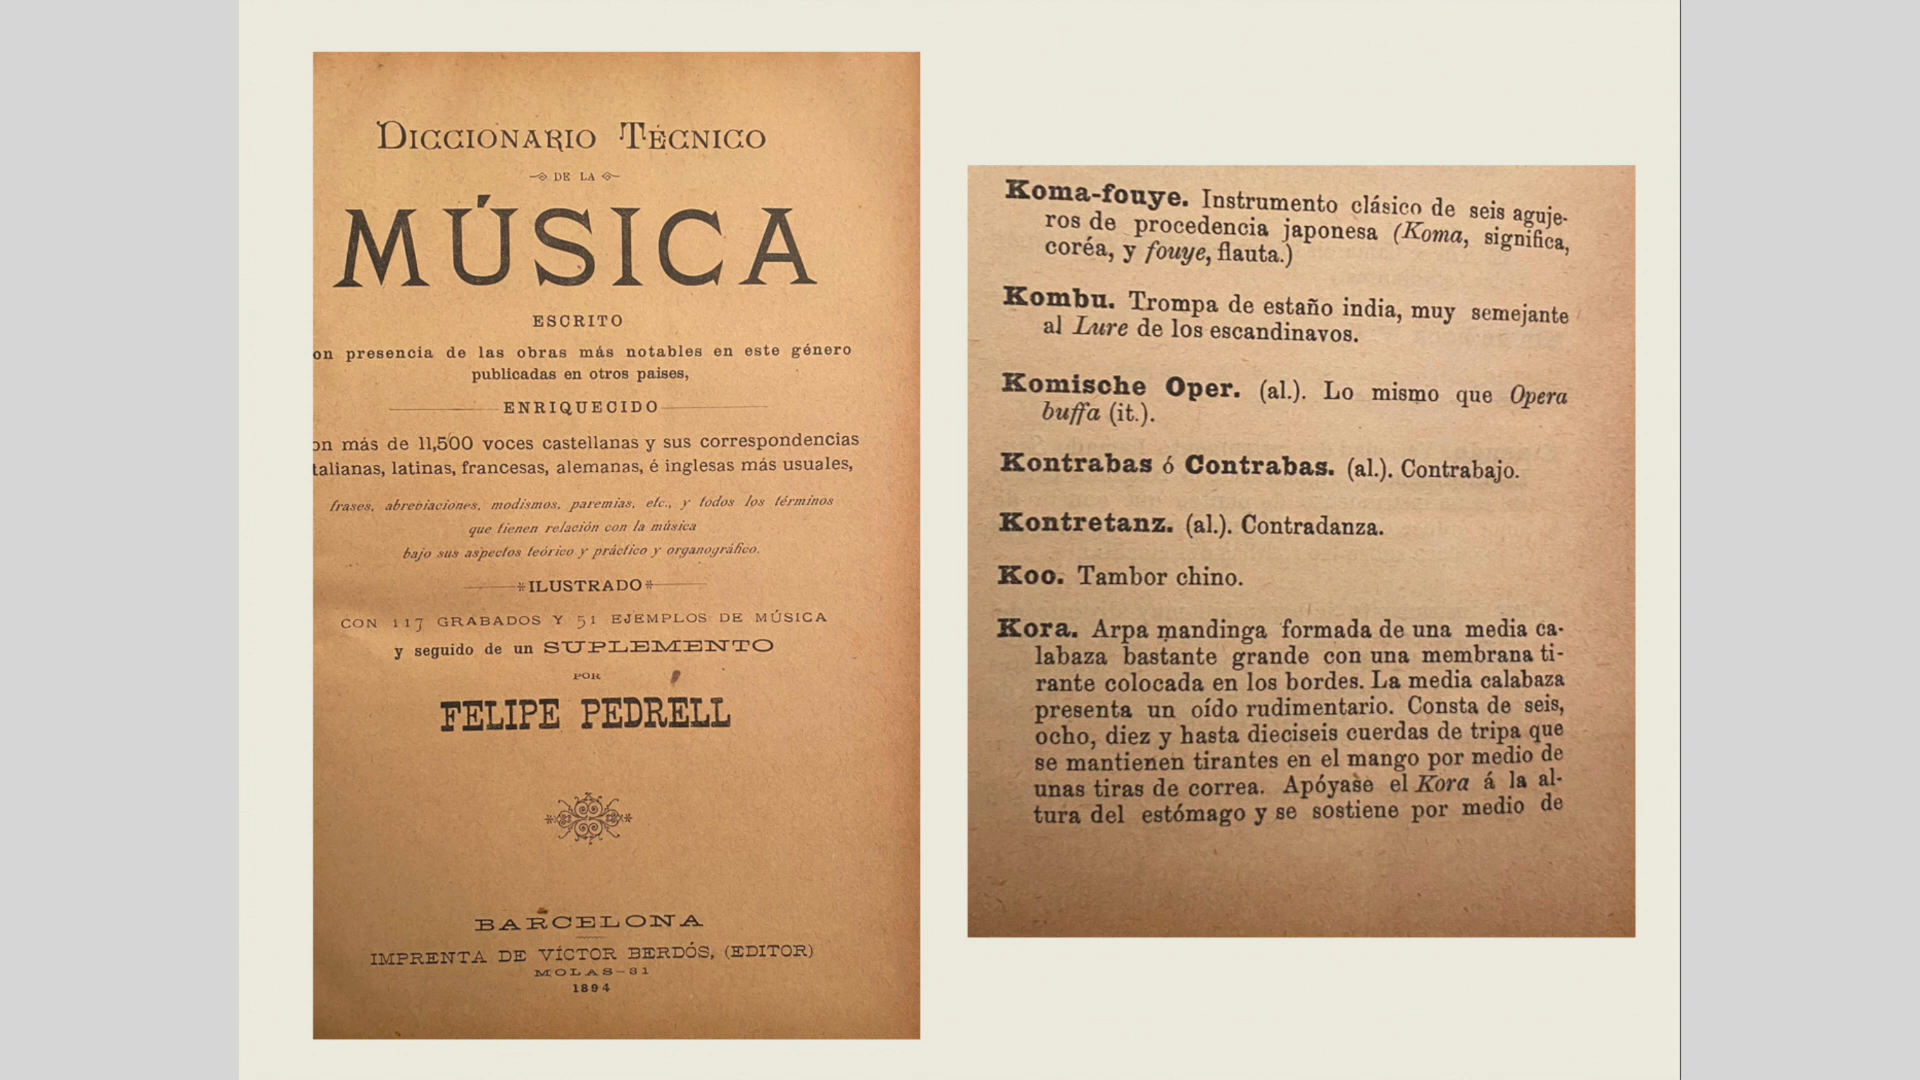 DICCIONARIO TÉCNICO
DE LA
MÚSICA
ESCRITO
on presencia de las obras más notables en este género
publicadas en otros paises,
ENRIQUECIDO
on más de 11,500 voces castellanas y sus correspondencias
talianas, latinas, francesas, alemanas, é inglesas más usuales,
frases, abreviaciones, modismos, paremias, etc., y todos los términos
que tienen relación con la música
bajo sus aspectos teórico y práctico y organográfico.
*ILUSTRADO*
CON 117 GRABADOS Y 51 EJEMPLOS DE MÚSICA
y seguido de un SUPLEMENTO
POR
FELIPE PEDRELL
BARCELONA
IMPRENTA DE VÍCTOR BERDÓS, (EDITOR)
MOLAS-31
1894
Koma-fouye. Instrumento clásico de seis aguje-
ros de procedencia japonesa (Koma, significa,
coréa, y fouye, flauta.)
Kombu. Trompa de estaño india, muy semejante
al Lure de los escandinavos.
Komische Oper. (al.). Lo mismo que Opera
buffa (it.).
Kontrabas ó Contrabas. (al.). Contrabajo.
Kontretanz. (al.). Contradanza.
Koo. Tambor chino.
Kora. Arpa mandinga formada de una media ca-
labaza bastante grande con una membrana ti-
rante colocada en los bordes. La media calabaza
presenta un oído rudimentario. Consta de seis,
ocho, diez y hasta dieciseis cuerdas de tripa que
se mantienen tirantes en el mango por medio de
unas tiras de correa. Apóyase el Kora á la al-
tura del estómago y se sostiene por medio de